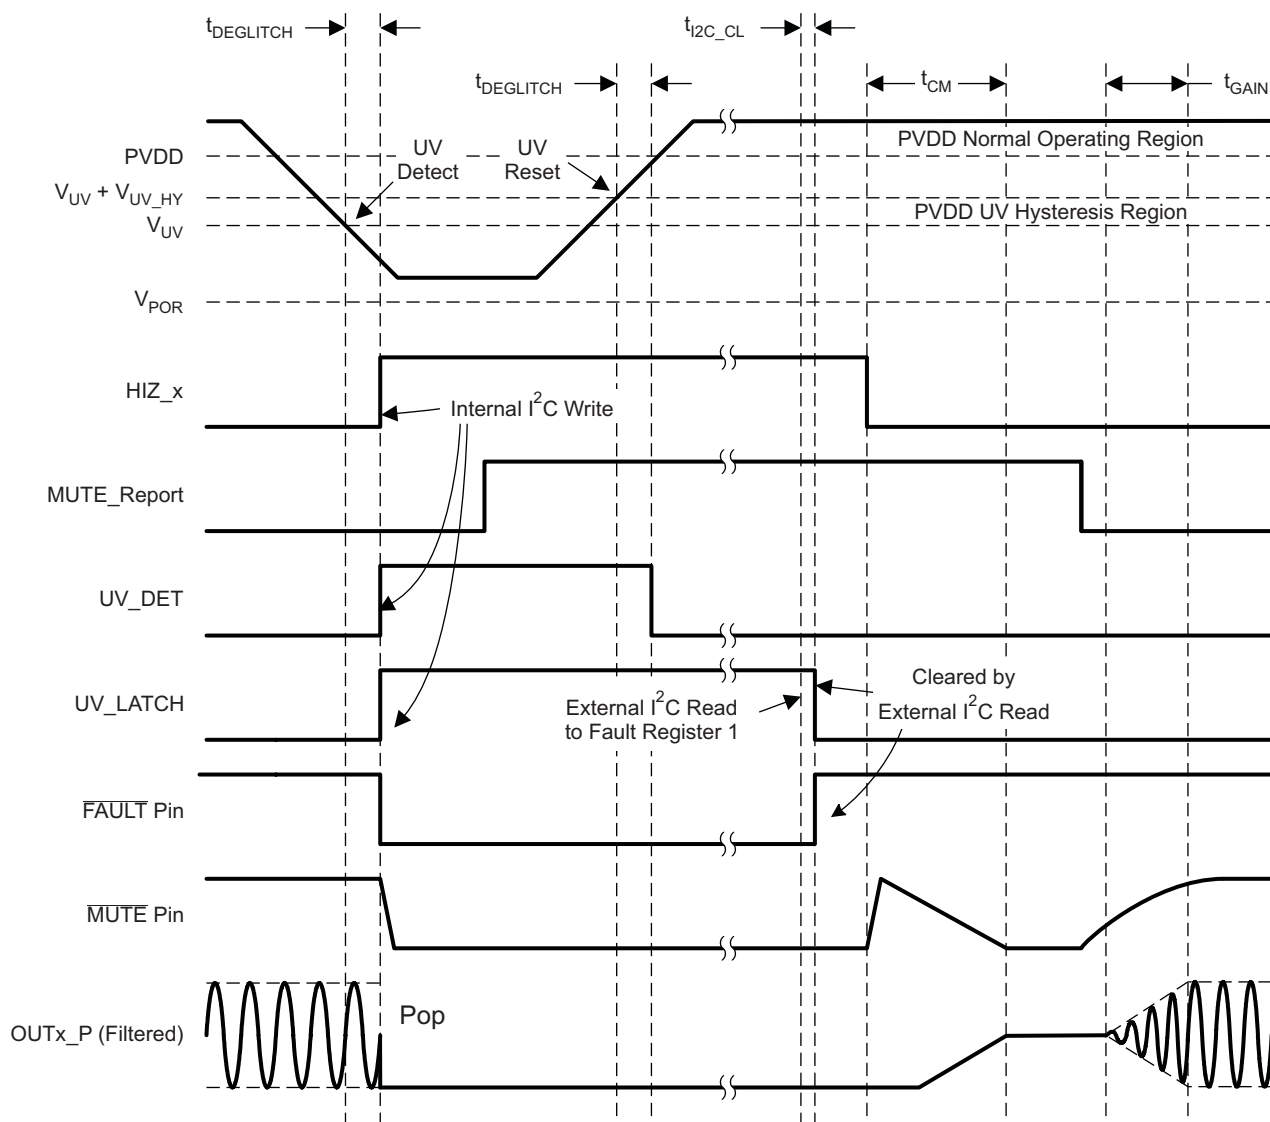 tDEGLITCH
tI2C_CL
tDEGLITCH
tCM
tGAIN
PVDD
UV
Detect
UV
Reset
PVDD Normal Operating Region
VUV + VUV_HY
VUV
PVDD UV Hysteresis Region
VPOR
HIZ_x
Internal I2C Write
MUTE_Report
UV_DET
UV_LATCH
External I2C Read
to Fault Register 1
Cleared by
External I2C Read
FAULT Pin
MUTE Pin
Pop
OUTx_P (Filtered)